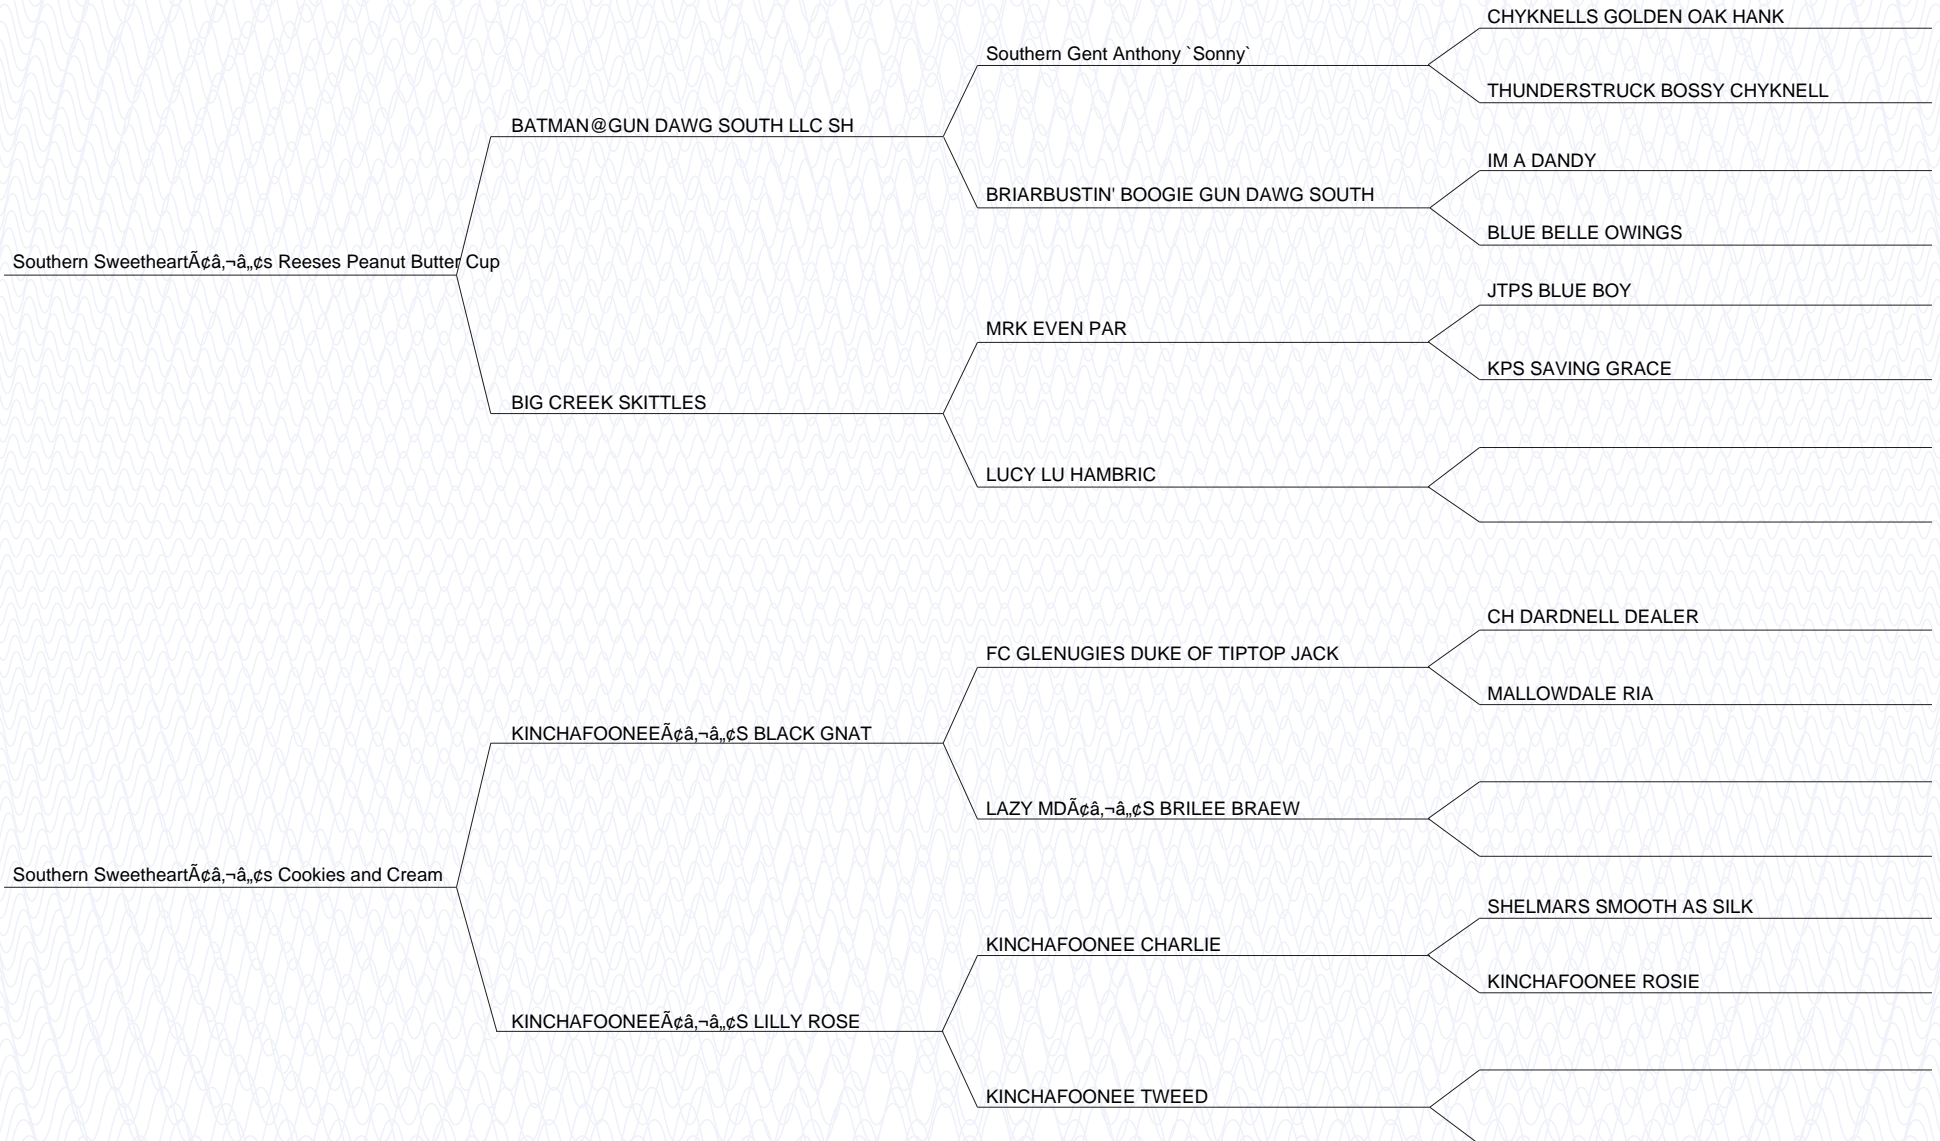 CHYKNELLS GOLDEN OAK HANK
Southern Gent Anthony `Sonny`
THUNDERSTRUCK BOSSY CHYKNELL
BATMAN@GUN DAWG SOUTH LLC SH
IM A DANDY
BRIARBUSTIN' BOOGIE GUN DAWG SOUTH
BLUE BELLE OWINGS
Southern SweetheartÃ¢â‚¬â„¢s Reeses Peanut Butter Cup
JTPS BLUE BOY
MRK EVEN PAR
KPS SAVING GRACE
BIG CREEK SKITTLES
LUCY LU HAMBRIC
CH DARDNELL DEALER
FC GLENUGIES DUKE OF TIPTOP JACK
MALLOWDALE RIA
KINCHAFOONEEÃ¢â‚¬â„¢S BLACK GNAT
LAZY MDÃ¢â‚¬â„¢S BRILEE BRAEW
Southern SweetheartÃ¢â‚¬â„¢s Cookies and Cream
SHELMARS SMOOTH AS SILK
KINCHAFOONEE CHARLIE
KINCHAFOONEE ROSIE
KINCHAFOONEEÃ¢â‚¬â„¢S LILLY ROSE
KINCHAFOONEE TWEED